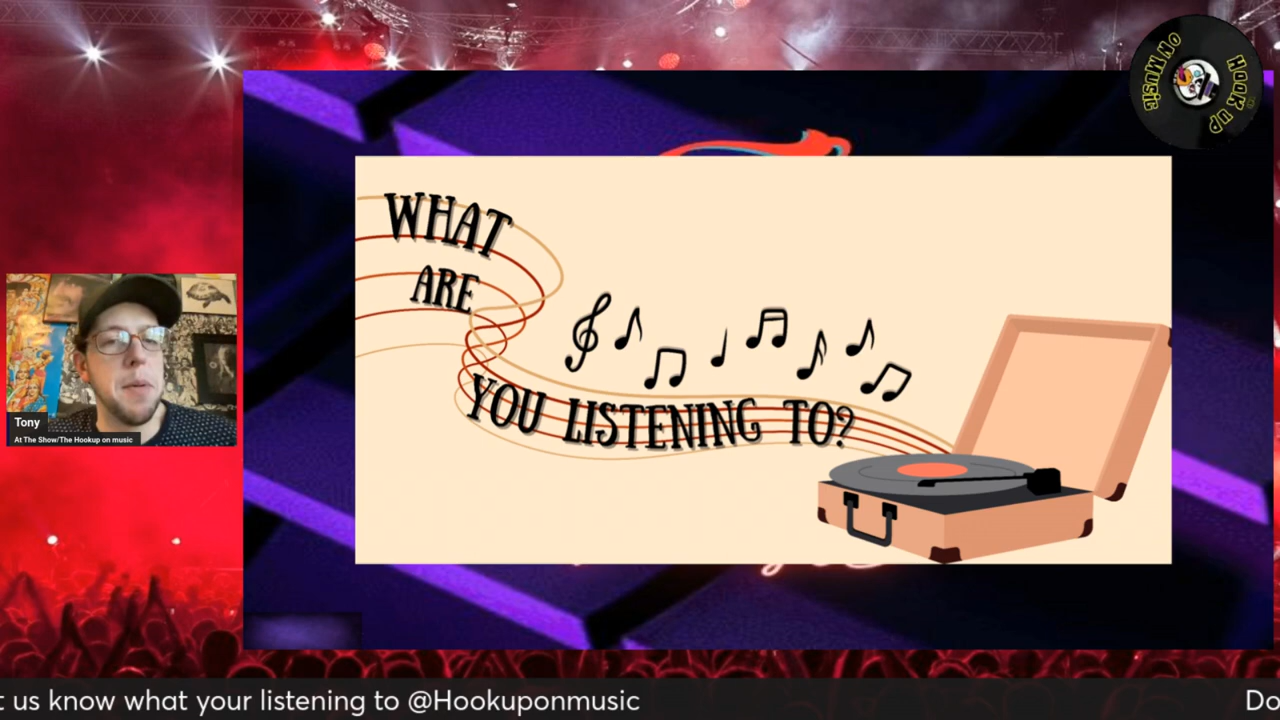 HOOK UP
ON MUSIC
WHAT
ARE
YOU LISTENING TO?
Tony
At The Show/The Hookup on music
t us know what your listening to @Hookuponmusic
Do